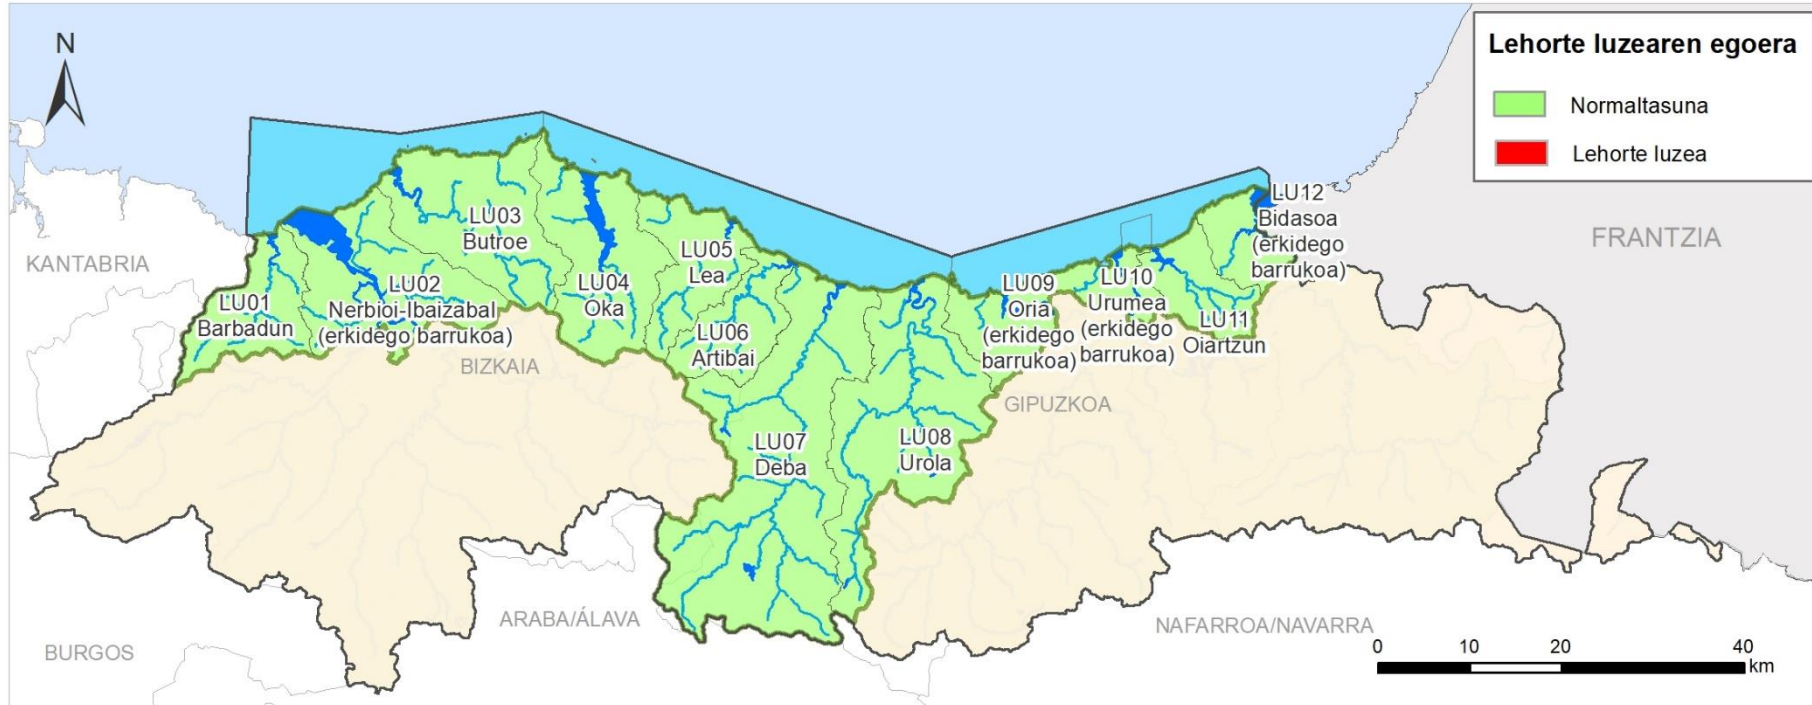 N
Lehorte luzearen egoera
Normaltasuna
Lehorte luzea
LU12
Bidasoa
(erkidego
barrukoa)
FRANTZIA
KANTABRIA
LU03
Butroe
LU05
Lea
LU04
Oka
LU02
Nerbioi-Ibaizabal
(erkidego barrukoa)
LU01
Barbadun
LU09
Oria
(erkidego
barrukoa)
LU10
Urumea
(erkidego
barrukoa)
LU11
Oiartzun
LU06
Artibai
BIZKAIA
GIPUZKOA
LU07
Deba
LU08
Urola
ARABA/ÁLAVA
NAFARROA/NAVARRA
BURGOS
0 10 20 40
km